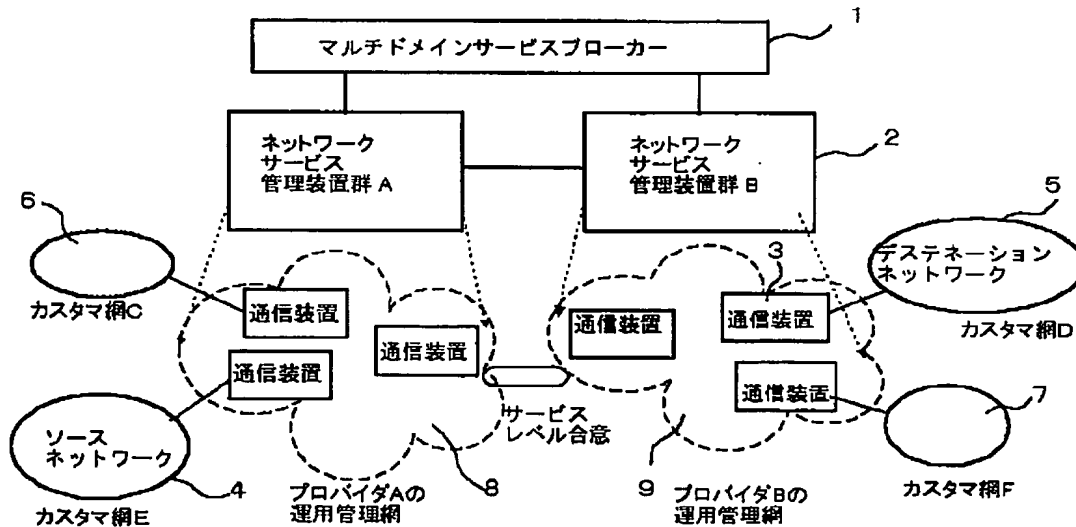 1
マルチドメインサービスブローカー
ネットワーク
サービス
管理装置群 A
ネットワーク
サービス
管理装置群 B
2
6
5
カスタマ網C
通信装置
通信装置
通信装置
通信装置
3
通信装置
通信装置
デステネーション
ネットワーク
カスタマ網D
ソース
ネットワーク
4
カスタマ網E
サービス
レベル合意
8
プロバイダAの
運用管理網
9
プロバイダBの
運用管理網
7
カスタマ網F